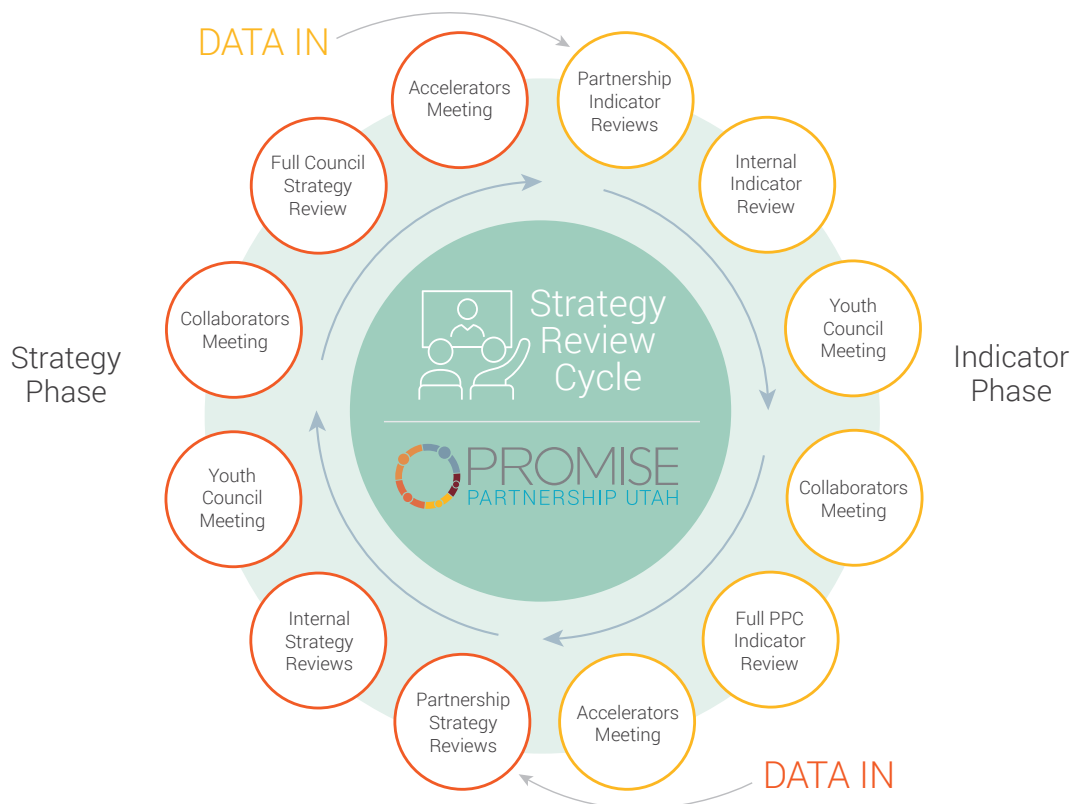 DATA IN
Accelerators
Meeting
Partnership
Indicator
Reviews
Internal
Indicator
Review
Youth
Council
Meeting
Indicator
Phase
Collaborators
Meeting
Full PPC
Indicator
Review
Accelerators
Meeting
DATA IN
Partnership
Strategy
Reviews
Internal
Strategy
Reviews
Youth
Council
Meeting
Strategy
Phase
Collaborators
Meeting
Full Council
Strategy
Review
Strategy
Review
Cycle
PROMISE
PARTNERSHIP UTAH